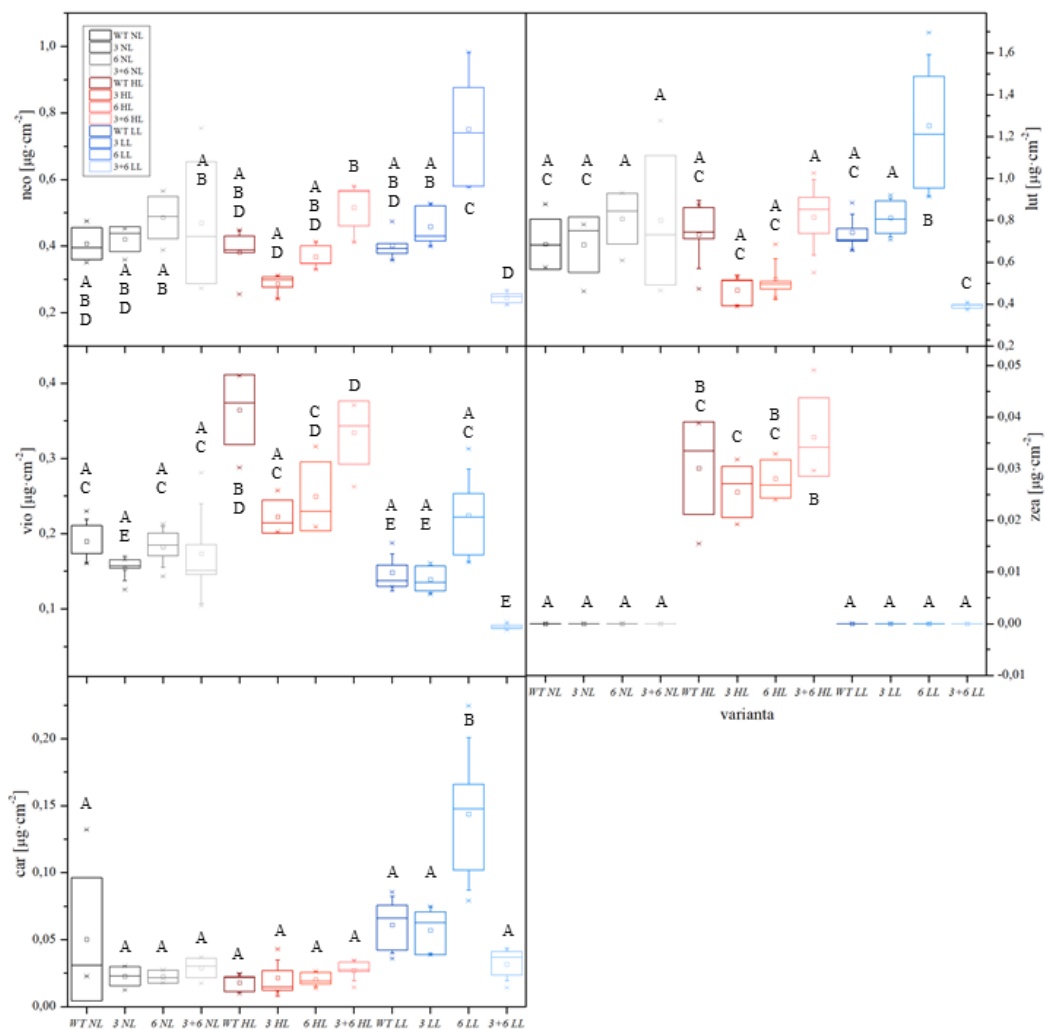 neo [µg·cm⁻²]
1,0
0,8
0,6
0,4
0,2
WT NL
3 NL
6 NL
3+6 NL
WT HL
3 HL
6 HL
3+6 HL
WT LL
3 LL
6 LL
3+6 LL
A B D
A B D
A B
A B
A B D
A D
A B D
B
A B D
A B
C
D
lut [µg·cm⁻²]
1,6
1,4
1,2
1,0
0,8
0,6
0,4
0,2
A C
A C
A
A
A C
A C
A C
A
A C
A
B
C
vio [µg·cm⁻²]
0,4
0,3
0,2
0,1
A C
A E
A C
A C
B D
A C
C D
D
A E
A E
A C
E
zea [µg·cm⁻²]
0,05
0,04
0,03
0,02
0,01
0,00
-0,01
A
A
A
A
B C
C
B C
B
A
A
A
A
WT NL 3 NL 6 NL 3+6 NL WT HL 3 HL 6 HL 3+6 HL WT LL 3 LL 6 LL 3+6 LL
varianta
car [µg·cm⁻²]
0,20
0,15
0,10
0,05
0,00
A
A
A
A
A
A
A
A
A
A
B
A
WT NL 3 NL 6 NL 3+6 NL WT HL 3 HL 6 HL 3+6 HL WT LL 3 LL 6 LL 3+6 LL